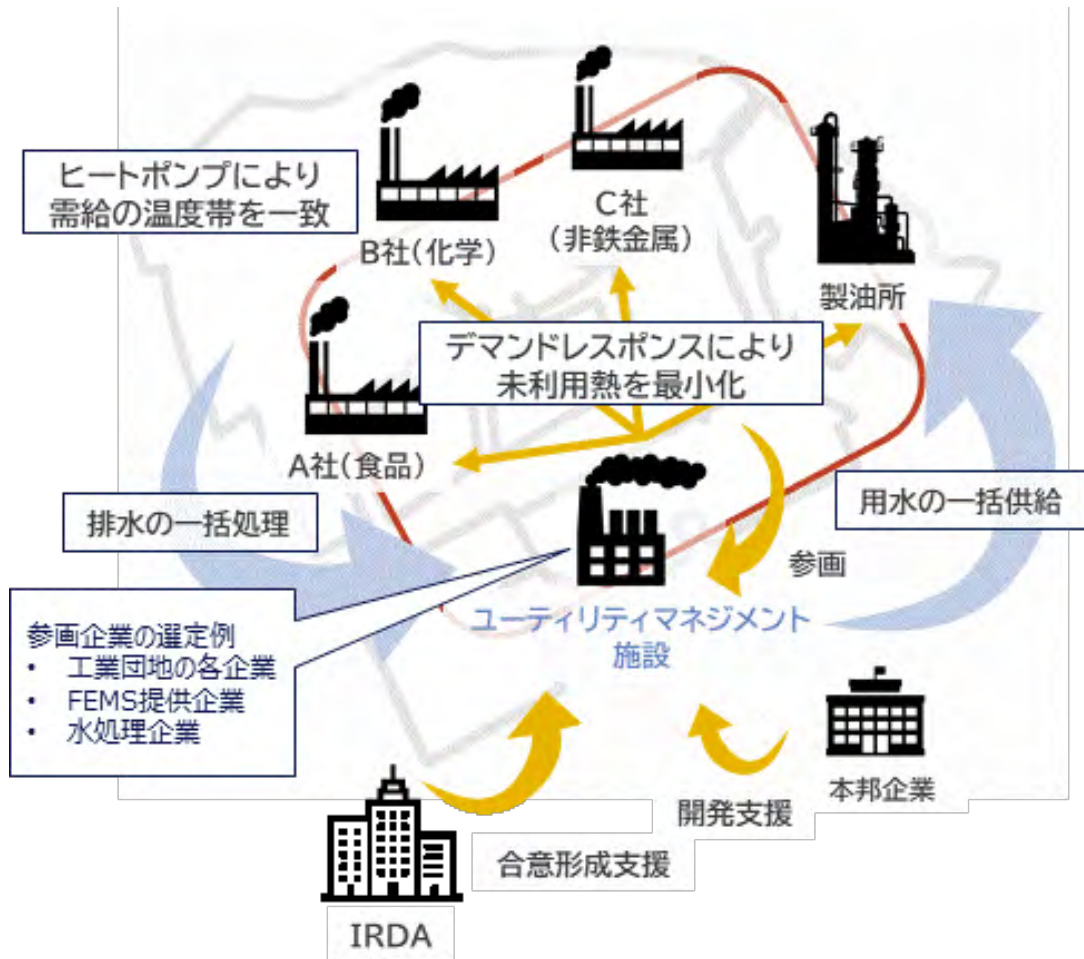 ヒートポンプにより
需給の温度帯を一致
B社(化学)
C社
(非鉄金属)
製油所
デマンドレスポンスにより
未利用熱を最小化
A社(食品)
排水の一括処理
用水の一括供給
参画
参画企業の選定例
• 工業団地の各企業
• FEMS提供企業
• 水処理企業
ユーティリティマネジメント
施設
本邦企業
開発支援
合意形成支援
IRDA